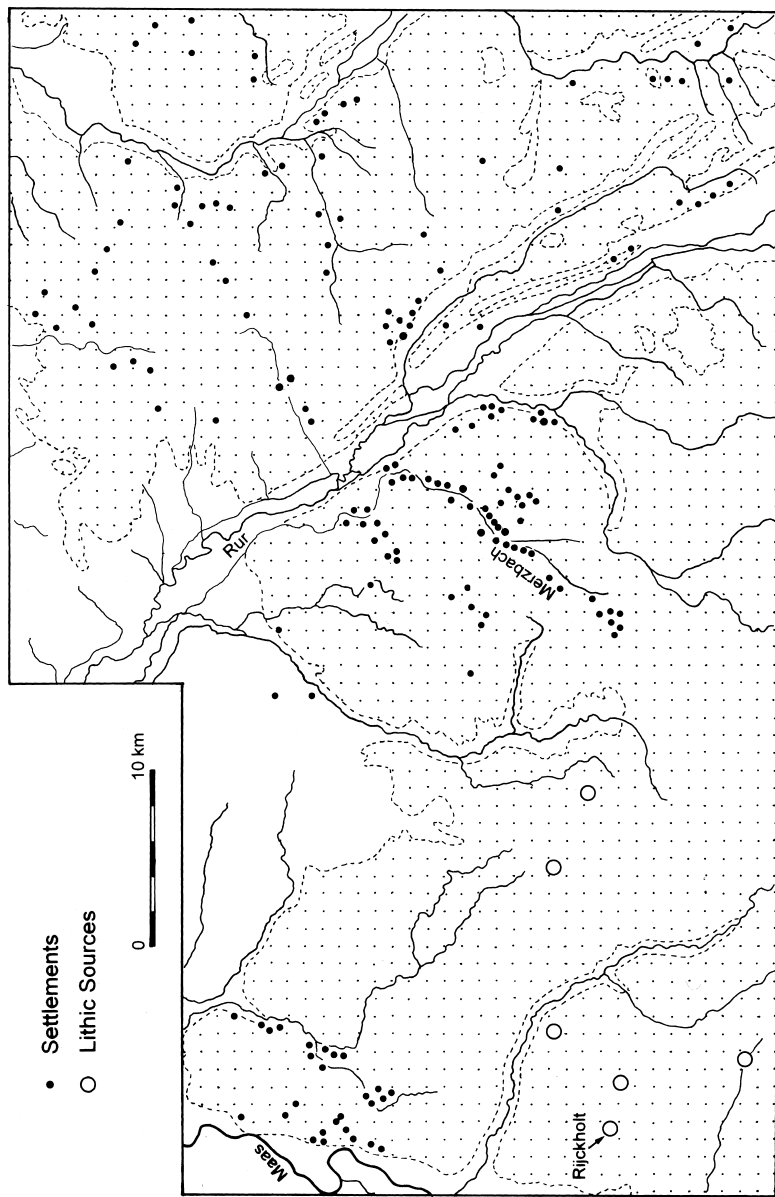 Settlements
Lithic Sources
0 10 km
Maas
Rijckholt
Rur
Merzbach